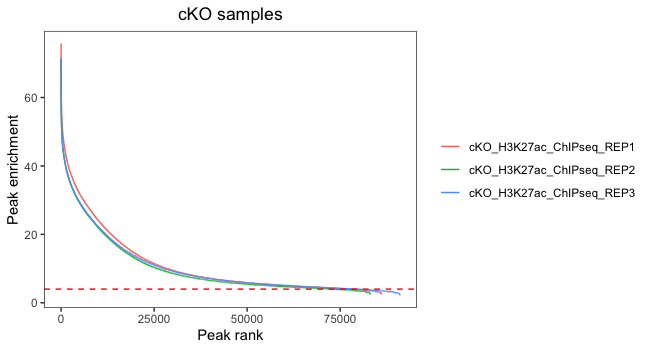 cKO samples
Peak enrichment
60
40
20
0
0 25000 50000 75000
Peak rank
cKO_H3K27ac_ChIPseq_REP1
cKO_H3K27ac_ChIPseq_REP2
cKO_H3K27ac_ChIPseq_REP3